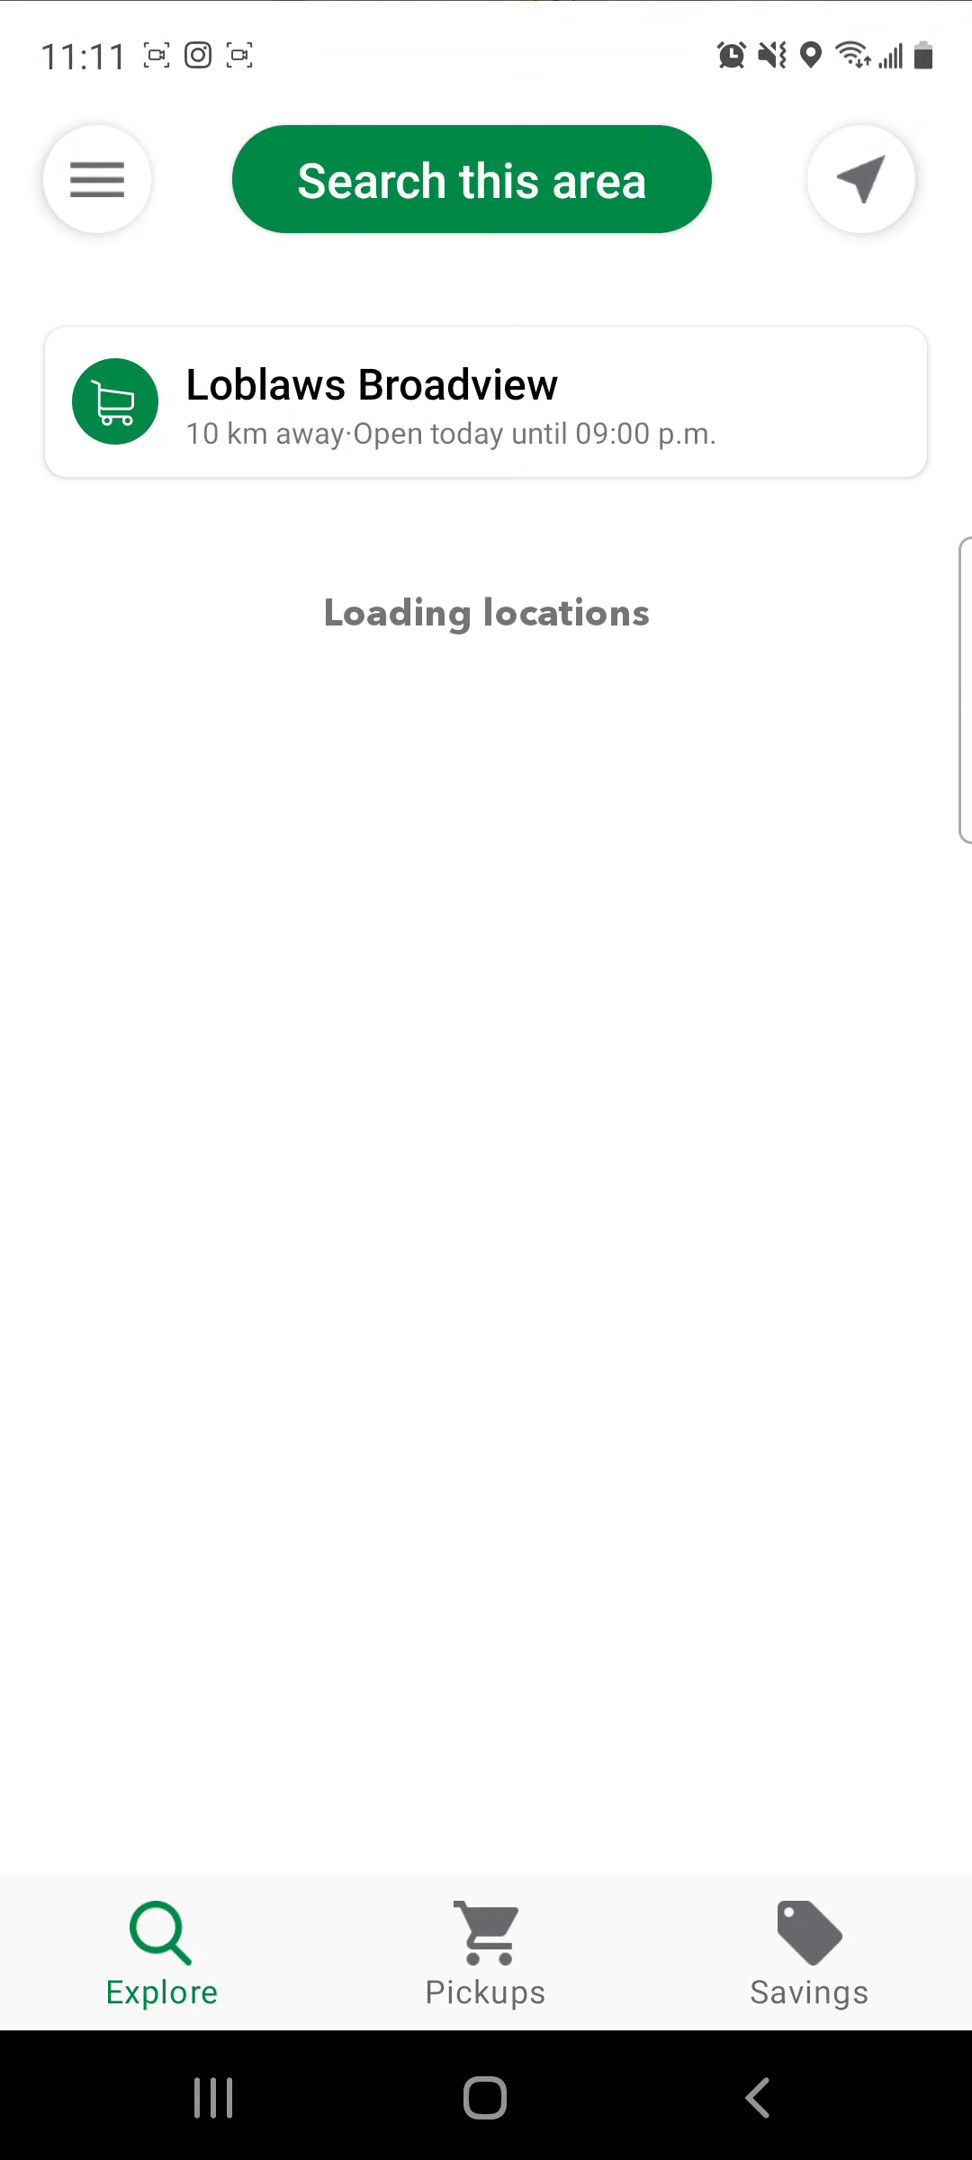 11:11
Search this area
Loblaws Broadview
10 km away·Open today until 09:00 p.m.
Loading locations
Explore
Pickups
Savings